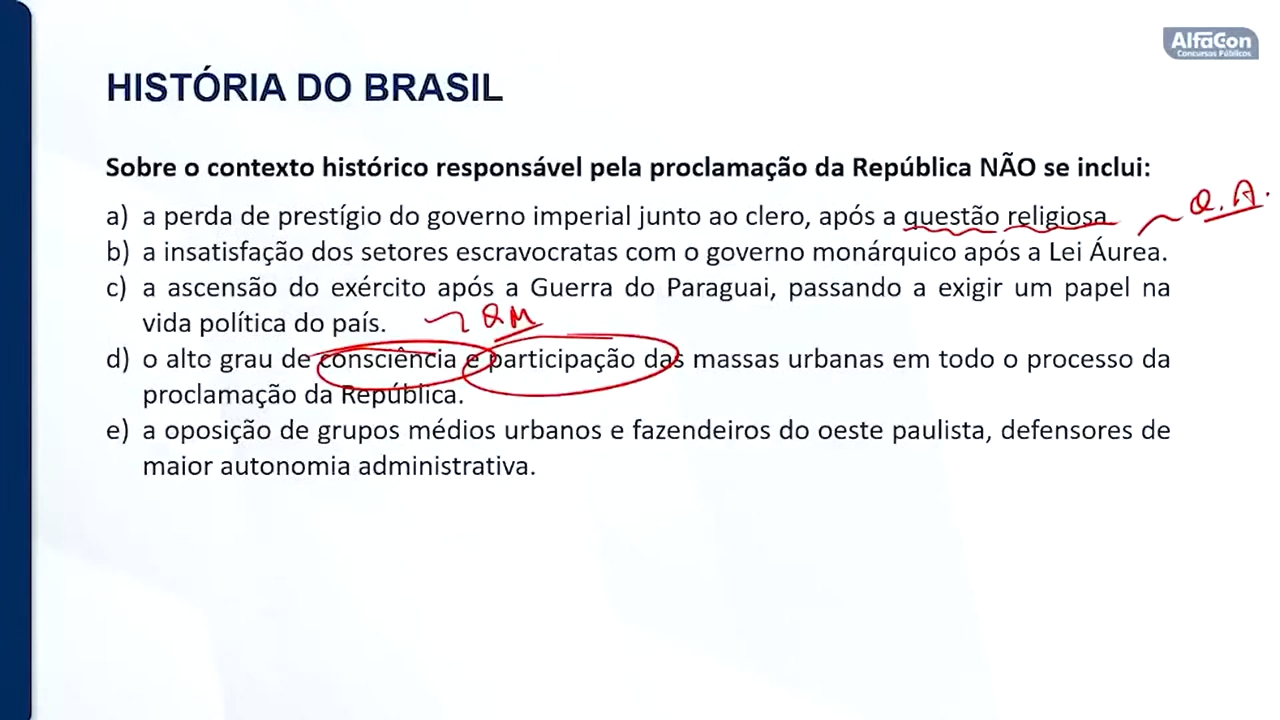 AlfaCon
Concursos Públicos
HISTÓRIA DO BRASIL
Sobre o contexto histórico responsável pela proclamação da República NÃO se inclui:
a) a perda de prestígio do governo imperial junto ao clero, após a questão religiosa.
Q.A.
b) a insatisfação dos setores escravocratas com o governo monárquico após a Lei Áurea.
c) a ascensão do exército após a Guerra do Paraguai, passando a exigir um papel na
vida política do país.
QM
d) o alto grau de consciência e participação das massas urbanas em todo o processo da
proclamação da República.
e) a oposição de grupos médios urbanos e fazendeiros do oeste paulista, defensores de
maior autonomia administrativa.